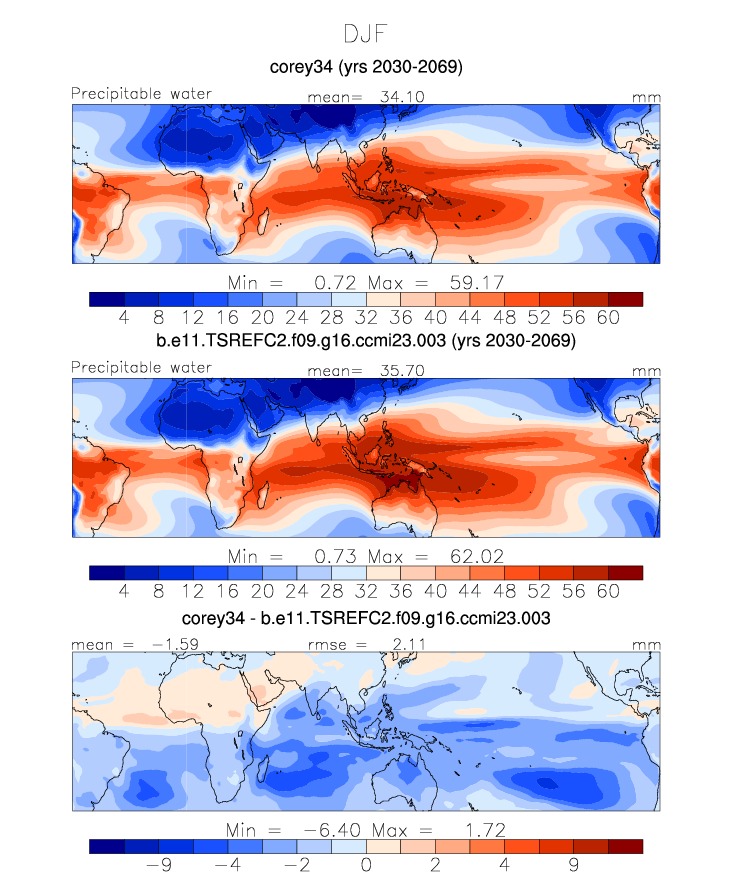 DJF
corey34 (yrs 2030-2069)
Precipitable water mean= 34.10 mm
Min = 0.72 Max = 59.17
4 8 12 16 20 24 28 32 36 40 44 48 52 56 60
b.e11.TSREFC2.f09.g16.ccmi23.003 (yrs 2030-2069)
Precipitable water mean= 35.70 mm
Min = 0.73 Max = 62.02
4 8 12 16 20 24 28 32 36 40 44 48 52 56 60
corey34 - b.e11.TSREFC2.f09.g16.ccmi23.003
mean = −1.59 rmse = 2.11 mm
Min = −6.40 Max = 1.72
−9 −4 −2 0 2 4 9